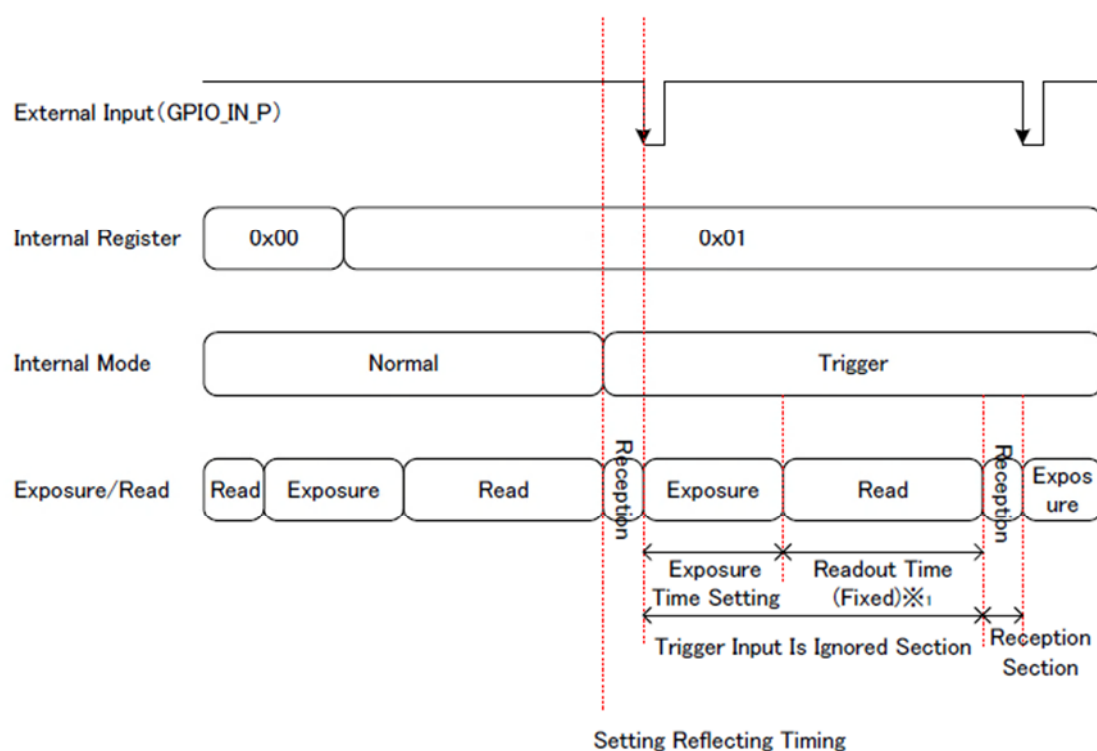 External Input(GPIO_IN_P)
Internal Register
0x00
0x01
Internal Mode
Normal
Trigger
Exposure/Read
Read
Exposure
Read
Reception
Exposure
Read
Reception
Expos
ure
Exposure
Time Setting
Readout Time
(Fixed)※1
Trigger Input Is Ignored Section
Reception
Section
Setting Reflecting Timing